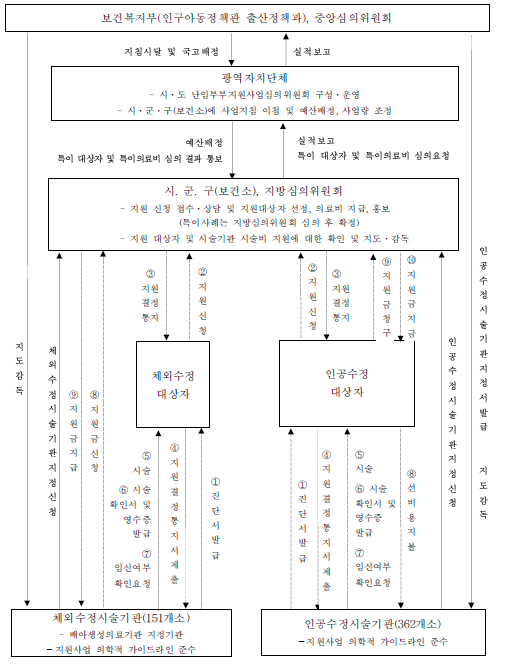 보건복지부(인구아동정책관 출산정책과), 중앙심의위원회
지침시달 및 국고배정
실적보고
광역자치단체
- 시·도 난임부부지원사업심의위원회 구성·운영
- 시·군·구(보건소)에 사업지침 이첩 및 예산배정, 사업량 조정
예산배정
특이 대상자 및 특이의료비 심의 결과 통보
실적보고
특이 대상자 및 특이의료비 심의요청
시. 군. 구(보건소), 지방심의위원회
- 지원 신청 접수·상담 및 지원대상자 선정, 의료비 지급, 홍보
(특이사례는 지방심의위원회 심의 후 확정)
- 지원 대상자 및 시술기관 시술비 지원에 대한 확인 및 지도·감독
지도감독
체외수정시술기관지정신청
⑨지원금지급
⑧지원금신청
③
지원
결정
통지
②지원신청
②지원신청
③
지원
결정
통지
⑨지원금청구
⑩지원금지급
인공수정시술기관지정신청
인공수정시술기관지정서발급
지도감독
체외수정
대상자
인공수정
대상자
⑤
시술
⑥ 시술
확인서 및
영수증
발급
⑦
임신여부
확인요청
④지원결정통지서제출
①진단서발급
①진단서발급
④지원결정통지서제출
⑤
시술
⑥ 시술
확인서 및
영수증
발급
⑦
임신여부
확인요청
⑧선비용지불
체외수정시술기관(151개소)
- 배아생성의료기관 지정기관
-지원사업 의학적 가이드라인 준수
인공수정시술기관(362개소)
-지원사업 의학적 가이드라인 준수